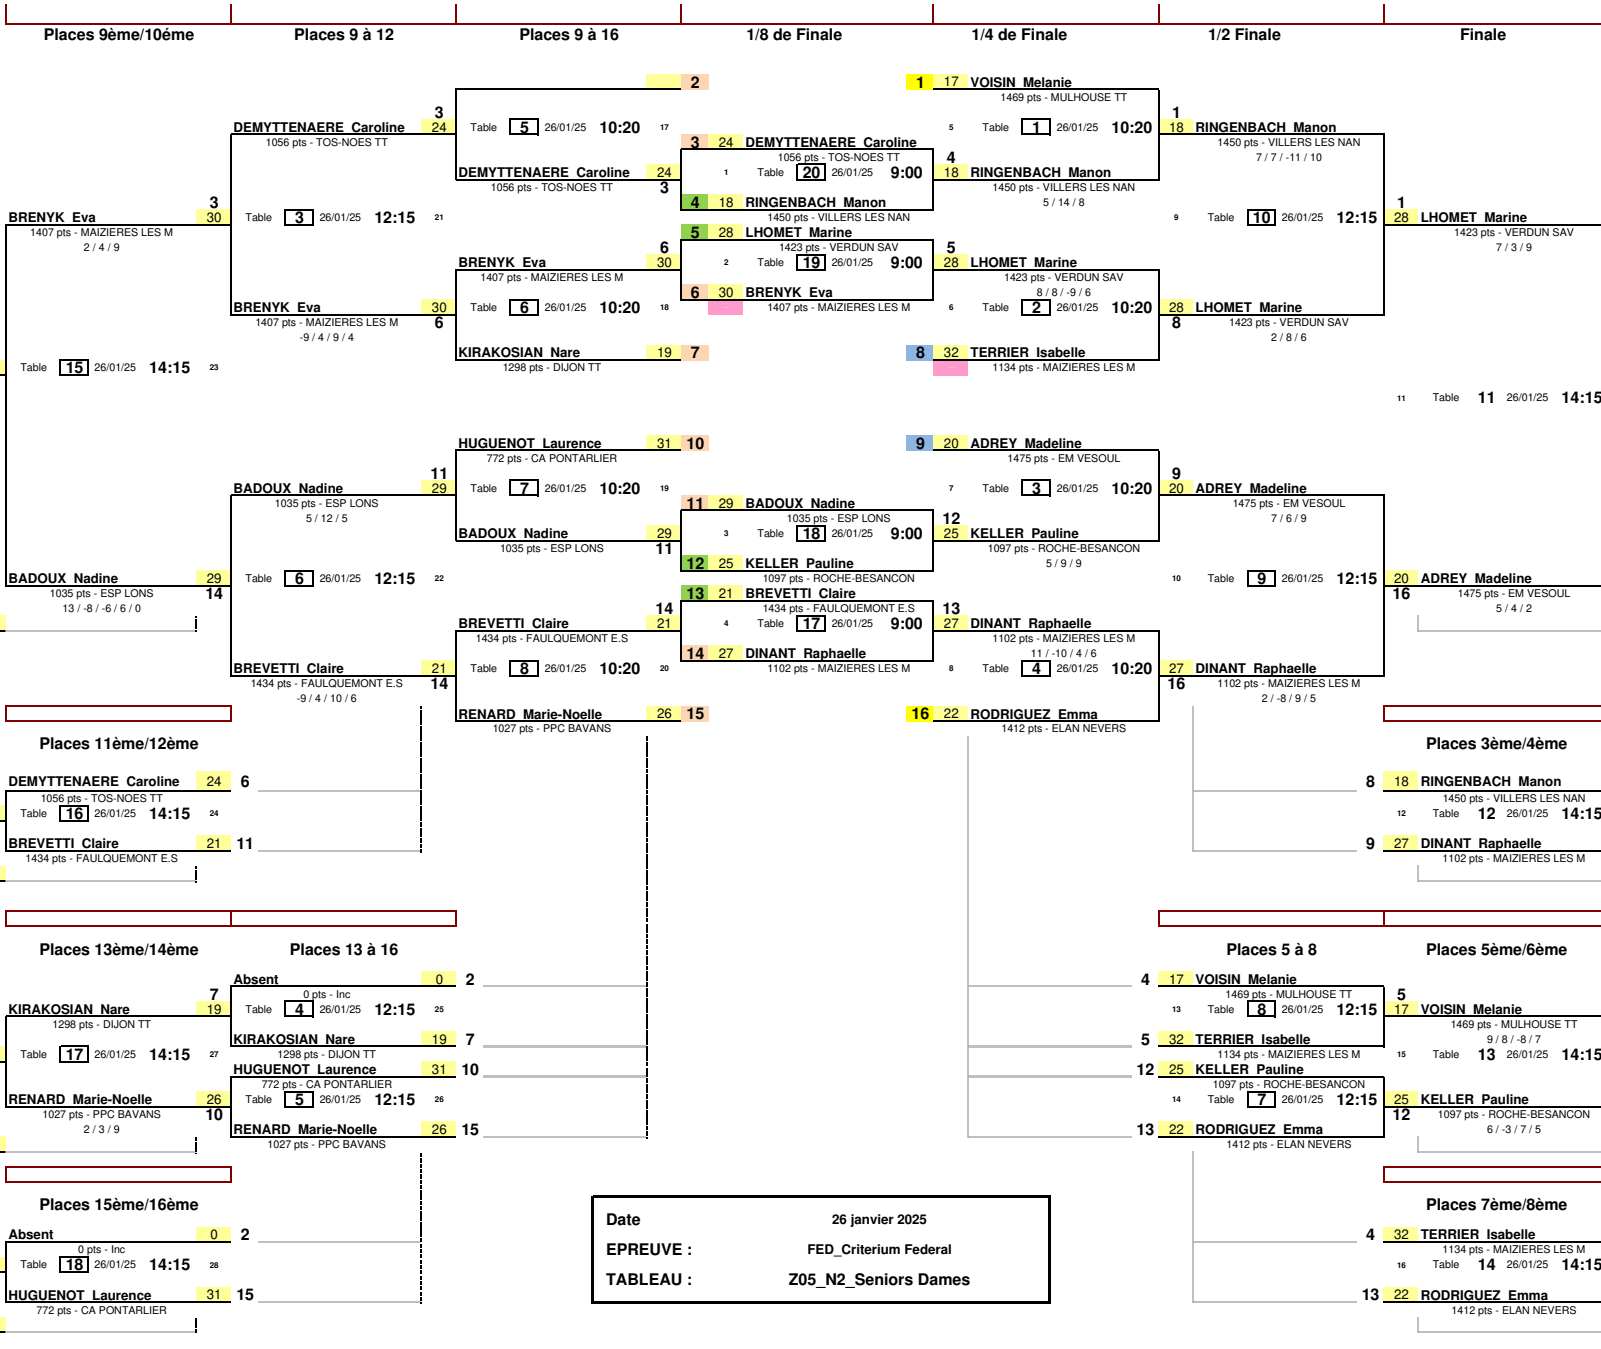 Places 9ème/10éme Places 9 à 12 Places 9 à 16 1/8 de Finale 1/4 de Finale 1/2 Finale Finale
2 1 17 VOISIN Melanie
1469 pts - MULHOUSE TT
3 1
DEMYTTENAERE Caroline 24 Table 5 26/01/25 10:20 17 5 Table 1 26/01/25 10:20 18 RINGENBACH Manon
1056 pts - TOS-NOES TT 3 24 DEMYTTENAERE Caroline 1450 pts - VILLERS LES NAN
1056 pts - TOS-NOES TT 4 7 / 7 / -11 / 10
DEMYTTENAERE Caroline 24 1 Table 20 26/01/25 9:00 18 RINGENBACH Manon
1056 pts - TOS-NOES TT 3 1450 pts - VILLERS LES NAN
3 4 18 RINGENBACH Manon 5 / 14 / 8 1
BRENYK Eva 30 Table 3 26/01/25 12:15 21 1450 pts - VILLERS LES NAN 9 Table 10 26/01/25 12:15 28 LHOMET Marine
1407 pts - MAIZIERES LES M 5 28 LHOMET Marine 1423 pts - VERDUN SAV
2 / 4 / 9 6 1423 pts - VERDUN SAV 5 7 / 3 / 9
BRENYK Eva 30 2 Table 19 26/01/25 9:00 28 LHOMET Marine
1407 pts - MAIZIERES LES M 1423 pts - VERDUN SAV
6 30 BRENYK Eva 8 / 8 / -9 / 6
BRENYK Eva 30 Table 6 26/01/25 10:20 18 1407 pts - MAIZIERES LES M 6 Table 2 26/01/25 10:20 28 LHOMET Marine
1407 pts - MAIZIERES LES M 6 8 1423 pts - VERDUN SAV
-9 / 4 / 9 / 4 2 / 8 / 6
KIRAKOSIAN Nare 19 7 8 32 TERRIER Isabelle
Table 15 26/01/25 14:15 23 1298 pts - DIJON TT 1134 pts - MAIZIERES LES M
11 Table 11 26/01/25 14:15
HUGUENOT Laurence 31 10 9 20 ADREY Madeline
772 pts - CA PONTARLIER 1475 pts - EM VESOUL
11 9
BADOUX Nadine 29 Table 7 26/01/25 10:20 19 7 Table 3 26/01/25 10:20 20 ADREY Madeline
1035 pts - ESP LONS 11 29 BADOUX Nadine 1475 pts - EM VESOUL
5 / 12 / 5 1035 pts - ESP LONS 12 7 / 6 / 9
BADOUX Nadine 29 3 Table 18 26/01/25 9:00 25 KELLER Pauline
1035 pts - ESP LONS 11 1097 pts - ROCHE-BESANCON
12 25 KELLER Pauline 5 / 9 / 9
BADOUX Nadine 29 Table 6 26/01/25 12:15 22 1097 pts - ROCHE-BESANCON 10 Table 9 26/01/25 12:15 20 ADREY Madeline
1035 pts - ESP LONS 14 13 21 BREVETTI Claire 16 1475 pts - EM VESOUL
13 / -8 / -6 / 6 / 0 14 1434 pts - FAULQUEMONT E.S 13 5 / 4 / 2
BREVETTI Claire 21 4 Table 17 26/01/25 9:00 27 DINANT Raphaelle
1434 pts - FAULQUEMONT E.S 1102 pts - MAIZIERES LES M
14 27 DINANT Raphaelle 11 / -10 / 4 / 6
BREVETTI Claire 21 Table 8 26/01/25 10:20 20 1102 pts - MAIZIERES LES M 8 Table 4 26/01/25 10:20 27 DINANT Raphaelle
1434 pts - FAULQUEMONT E.S 14 16 1102 pts - MAIZIERES LES M
-9 / 4 / 10 / 6 2 / -8 / 9 / 5
RENARD Marie-Noelle 26 15 16 22 RODRIGUEZ Emma
1027 pts - PPC BAVANS 1412 pts - ELAN NEVERS
Places 11ème/12ème Places 3ème/4ème
DEMYTTENAERE Caroline 24 6 8 18 RINGENBACH Manon
1056 pts - TOS-NOES TT 1450 pts - VILLERS LES NAN
Table 16 26/01/25 14:15 24 12 Table 12 26/01/25 14:15
BREVETTI Claire 21 11 9 27 DINANT Raphaelle
1434 pts - FAULQUEMONT E.S 1102 pts - MAIZIERES LES M
Places 13ème/14ème Places 13 à 16 Places 5 à 8 Places 5ème/6ème
Absent 0 2 4 17 VOISIN Melanie
7 0 pts - Inc 1469 pts - MULHOUSE TT 5
KIRAKOSIAN Nare 19 Table 4 26/01/25 12:15 25 13 Table 8 26/01/25 12:15 17 VOISIN Melanie
1298 pts - DIJON TT 1469 pts - MULHOUSE TT
KIRAKOSIAN Nare 19 7 5 32 TERRIER Isabelle 9 / 8 / -8 / 7
Table 17 26/01/25 14:15 27 1298 pts - DIJON TT 1134 pts - MAIZIERES LES M 15 Table 13 26/01/25 14:15
HUGUENOT Laurence 31 10 12 25 KELLER Pauline
772 pts - CA PONTARLIER 1097 pts - ROCHE-BESANCON
RENARD Marie-Noelle 26 Table 5 26/01/25 12:15 26 14 Table 7 26/01/25 12:15 25 KELLER Pauline
1027 pts - PPC BAVANS 10 12 1097 pts - ROCHE-BESANCON
2 / 3 / 9 RENARD Marie-Noelle 26 15 13 22 RODRIGUEZ Emma 6 / -3 / 7 / 5
1027 pts - PPC BAVANS 1412 pts - ELAN NEVERS
Places 15ème/16ème Places 7ème/8ème
Date 26 janvier 2025
Absent 0 2 4 32 TERRIER Isabelle
0 pts - Inc 1134 pts - MAIZIERES LES M
EPREUVE : FED_Criterium Federal
Table 18 26/01/25 14:15 28 16 Table 14 26/01/25 14:15
TABLEAU : Z05_N2_Seniors Dames
HUGUENOT Laurence 31 15 13 22 RODRIGUEZ Emma
772 pts - CA PONTARLIER 1412 pts - ELAN NEVERS